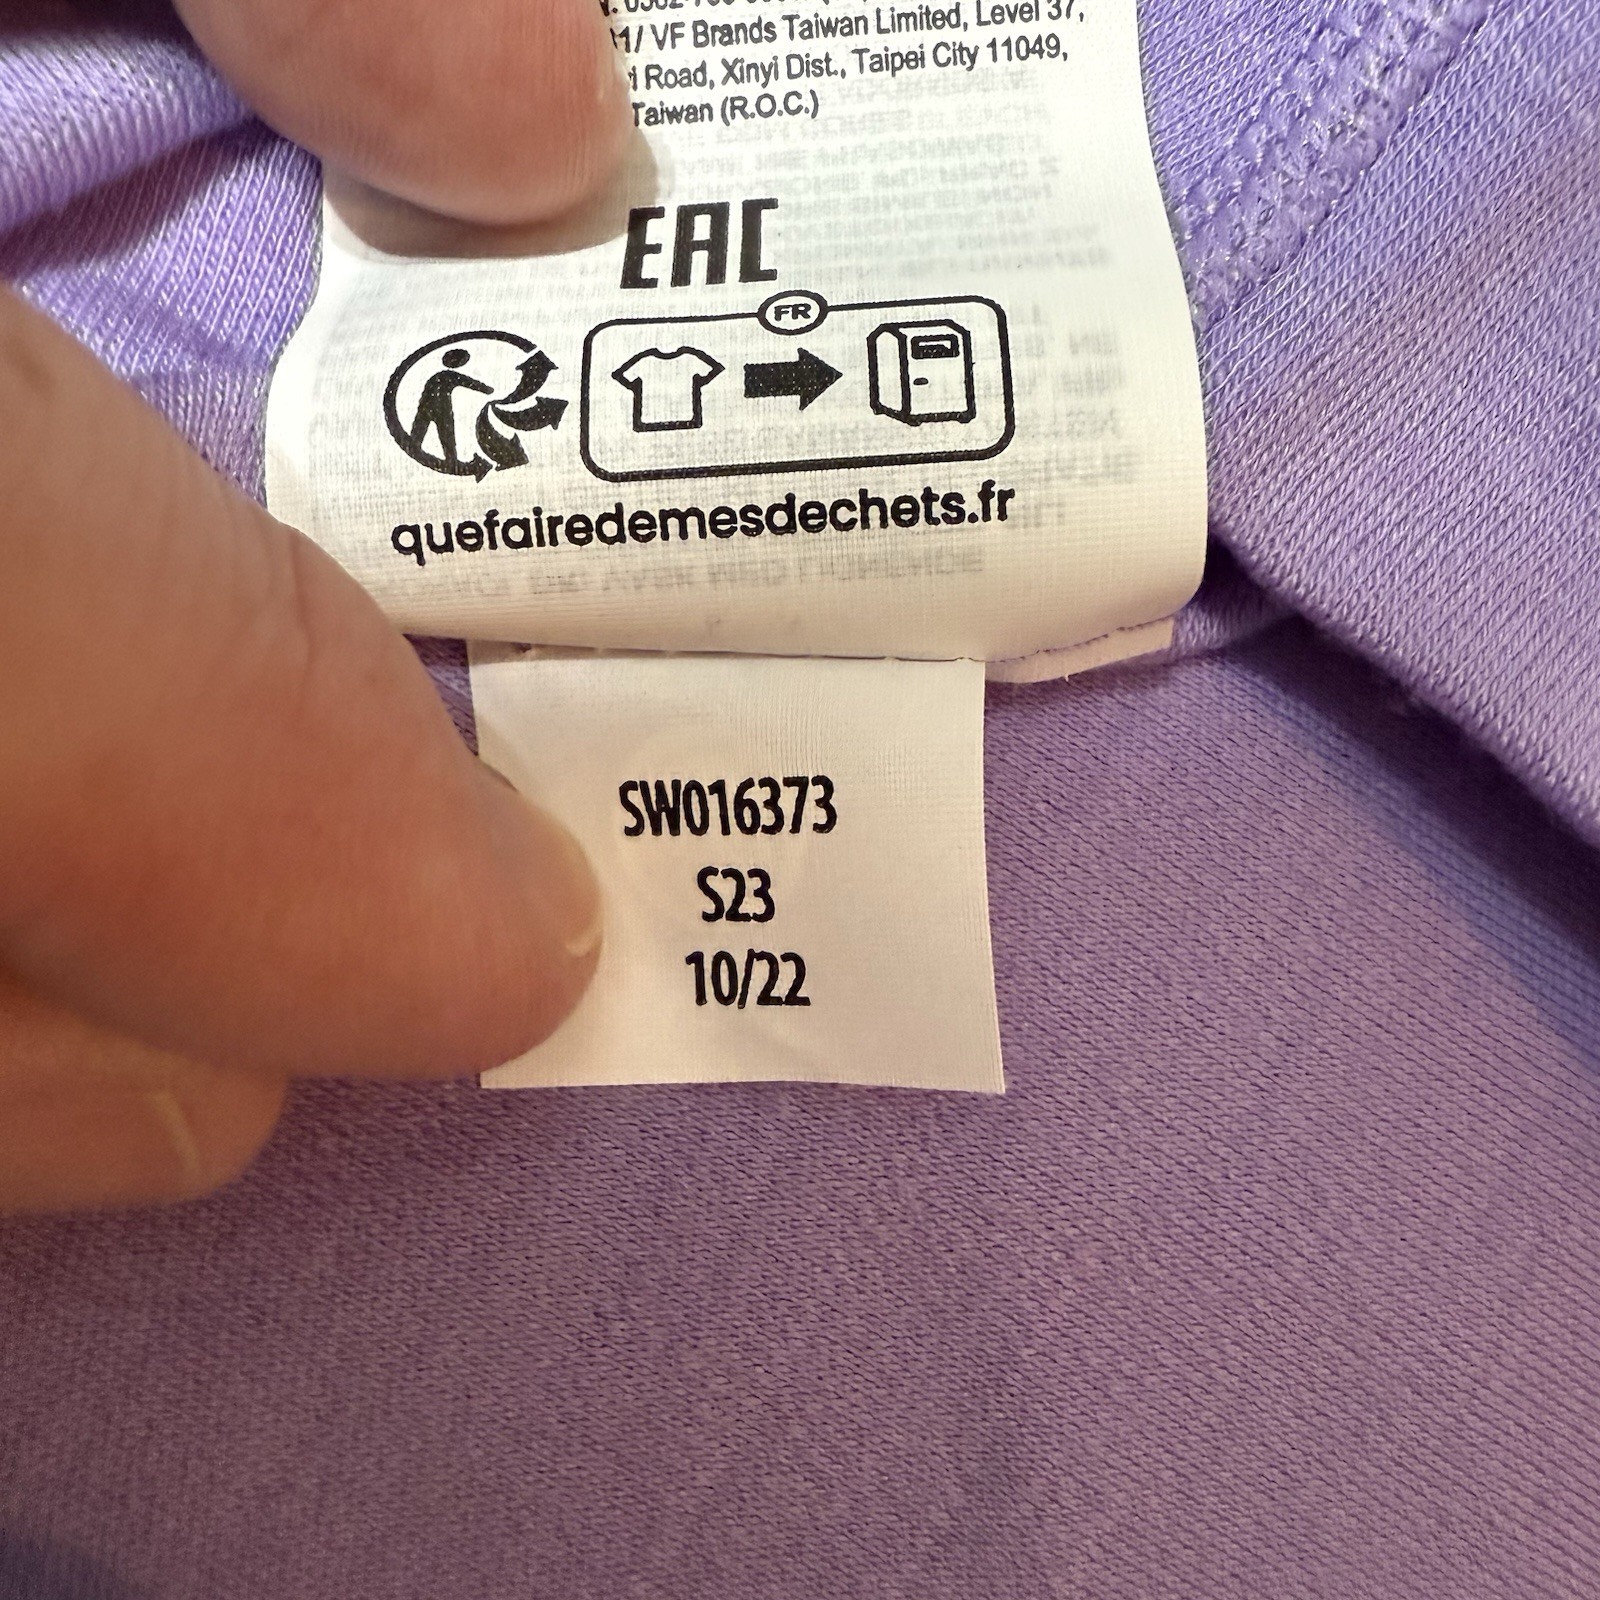 1/ VF Brands Taiwan Limited, Level 37,
Road, Xinyi Dist., Taipei City 11049,
Taiwan (R.O.C.)
EAC
FR
quefairedemesdechets.fr
SW016373
S23
10/22